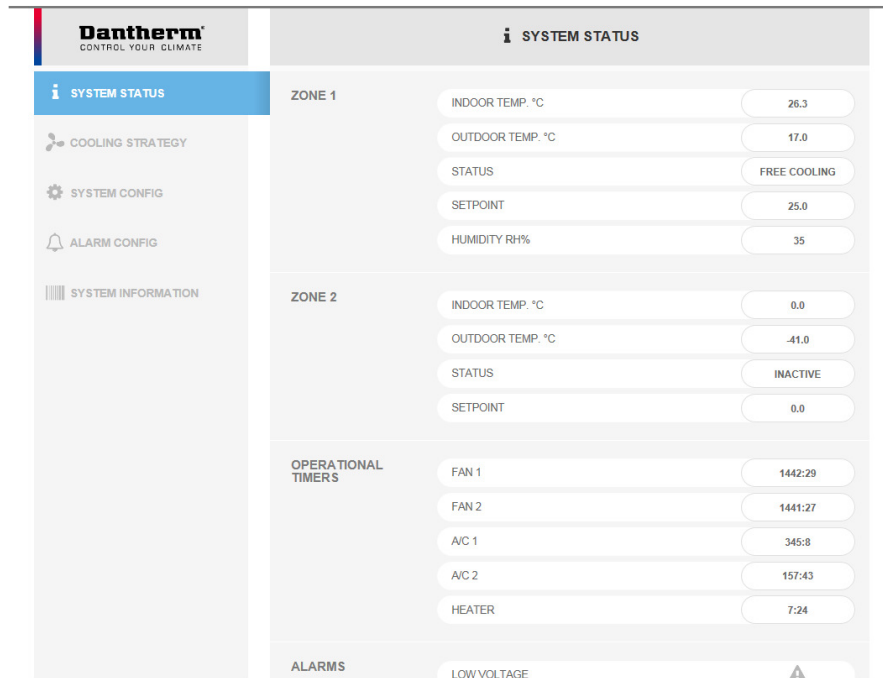 Dantherm®
CONTROL YOUR CLIMATE
SYSTEM STATUS
SYSTEM STATUS
COOLING STRATEGY
SYSTEM CONFIG
ALARM CONFIG
SYSTEM INFORMATION
ZONE 1
INDOOR TEMP. °C 26.3
OUTDOOR TEMP. °C 17.0
STATUS FREE COOLING
SETPOINT 25.0
HUMIDITY RH% 35
ZONE 2
INDOOR TEMP. °C 0.0
OUTDOOR TEMP. °C -41.0
STATUS INACTIVE
SETPOINT 0.0
OPERATIONAL
TIMERS
FAN 1 1442:29
FAN 2 1441:27
A/C 1 345:8
A/C 2 157:43
HEATER 7:24
ALARMS
LOW VOLTAGE